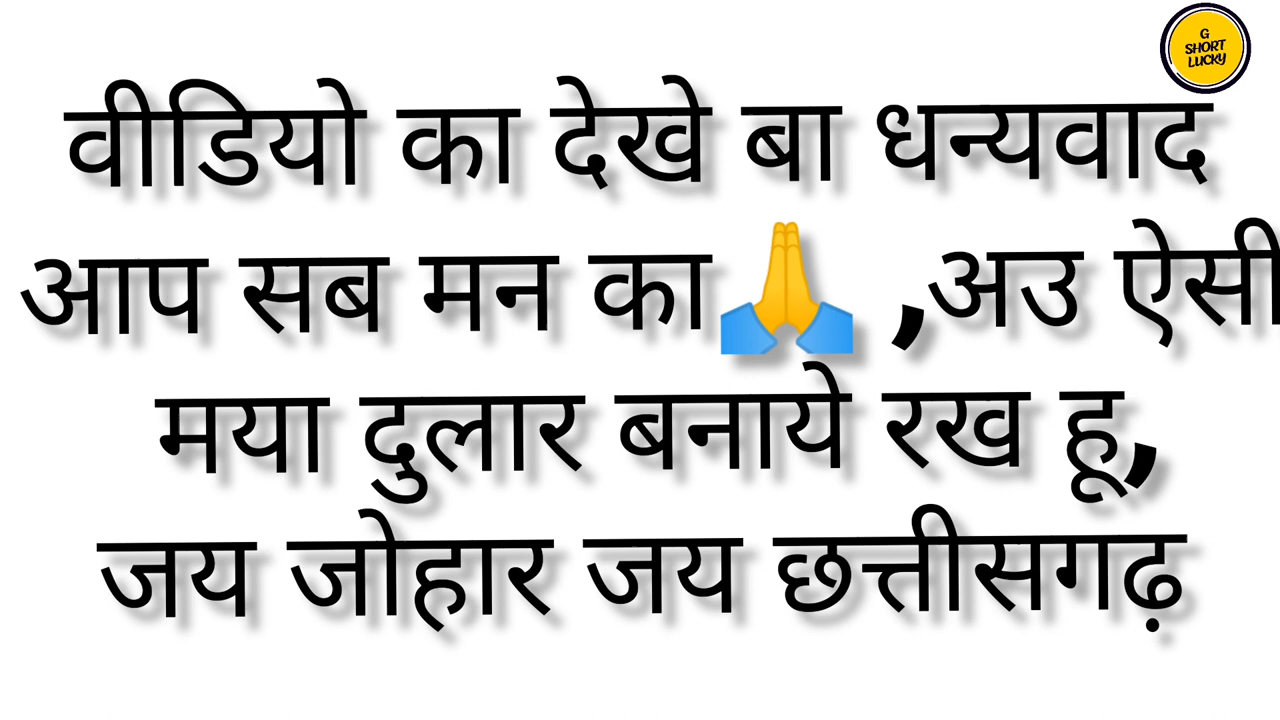 G
SHORT
LUCKY
वीडियो का देखे बा धन्यवाद
आप सब मन का🙏 ,अउ ऐसी
मया दुलार बनाये रख हू,
जय जोहार जय छत्तीसगढ़